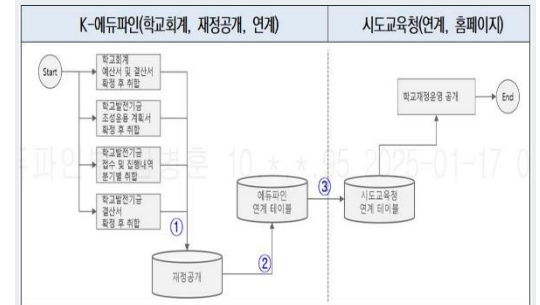 K-에듀파인(학교회계, 재정공개, 연계)
시도교육청(연계, 홈페이지)
Start
학교회계
예산서 및 결산서
확정 후 취합
학교발전기금
조성운용 계획서
확정 후 취합
학교발전기금
접수 및 집행내역
분기별 취합
학교발전기금
결산서
확정 후 취합
①
재정공개
②
에듀파인
연계 테이블
③
시도교육청
연계 테이블
학교재정운영 공개
End
2025-01-17